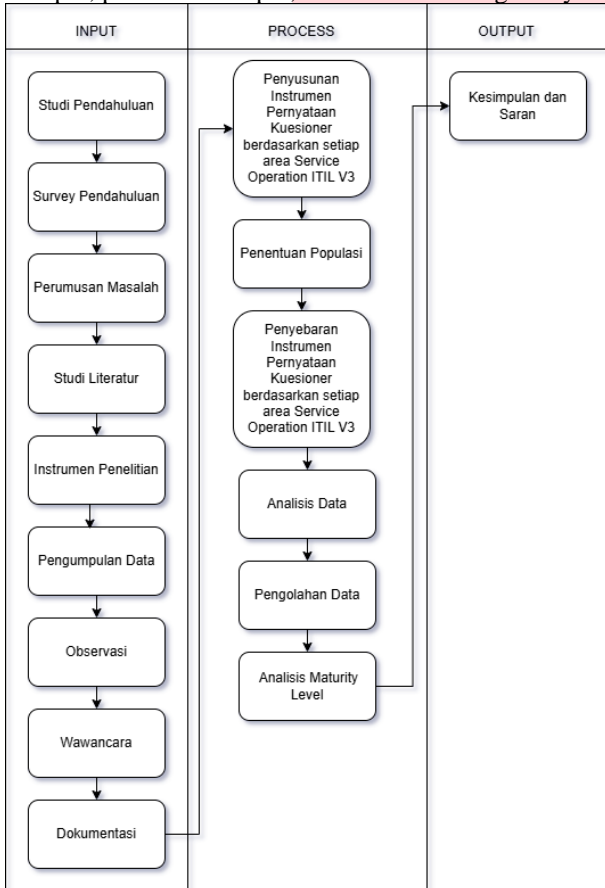 INPUT
PROCESS
OUTPUT
Studi Pendahuluan
Survey Pendahuluan
Perumusan Masalah
Studi Literatur
Instrumen Penelitian
Pengumpulan Data
Observasi
Wawancara
Dokumentasi
Penyusunan
Instrumen
Pernyataan
Kuesioner
berdasarkan setiap
area Service
Operation ITIL V3
Penentuan Populasi
Penyebaran
Instrumen
Pernyataan
Kuesioner
berdasarkan setiap
area Service
Operation ITIL V3
Analisis Data
Pengolahan Data
Analisis Maturity
Level
Kesimpulan dan
Saran